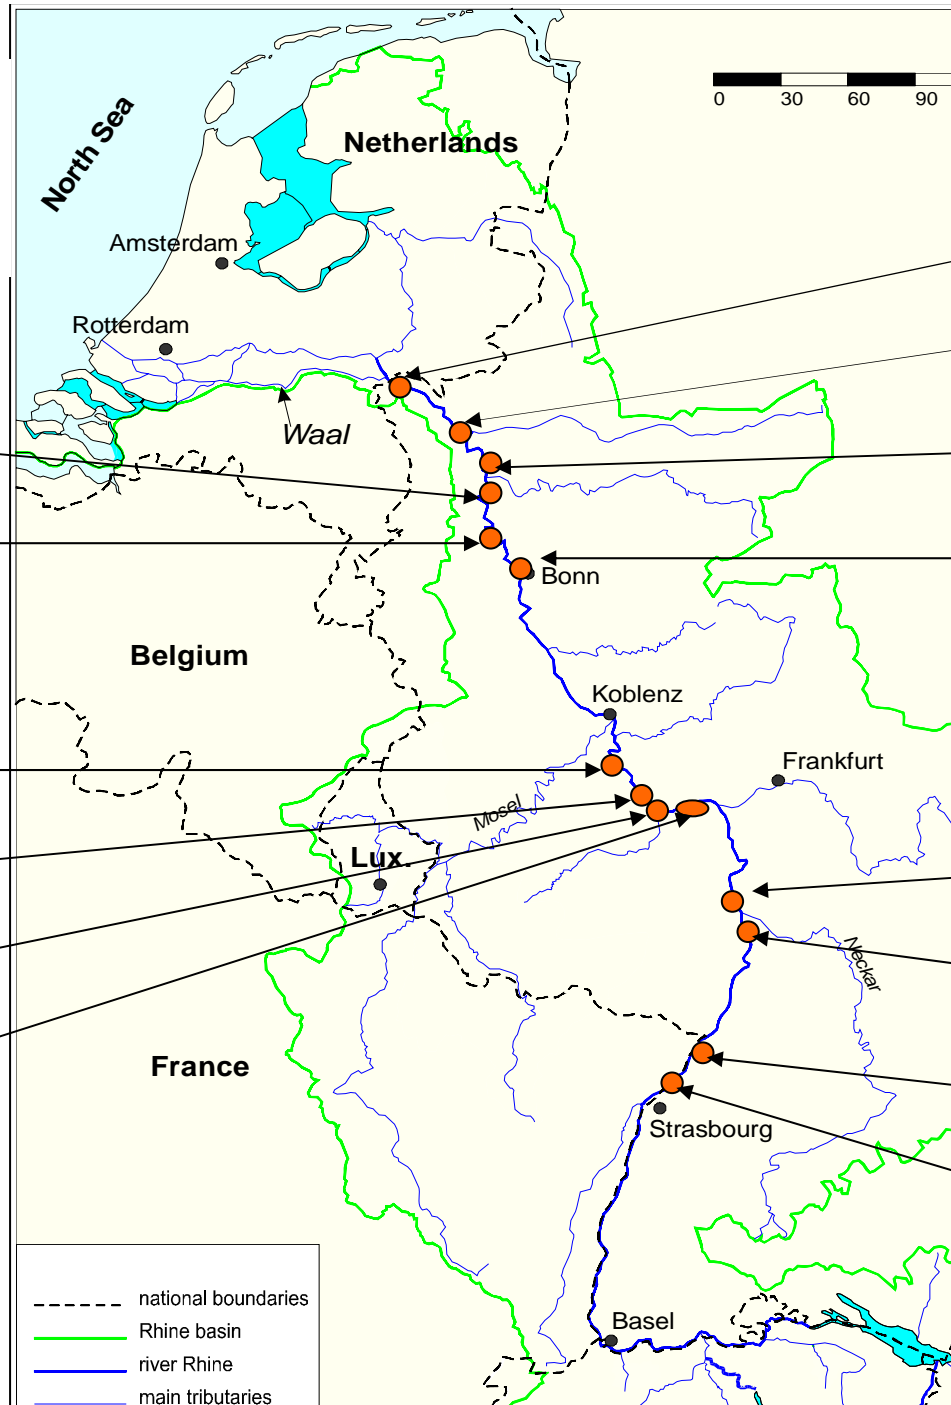 0 30 60 90
North Sea
Netherlands
Amsterdam
Rotterdam
Waal
Bonn
Belgium
Koblenz
Frankfurt
Mosel
Lux.
Neckar
France
Strasbourg
Basel
national boundaries
Rhine basin
river Rhine
main tributaries